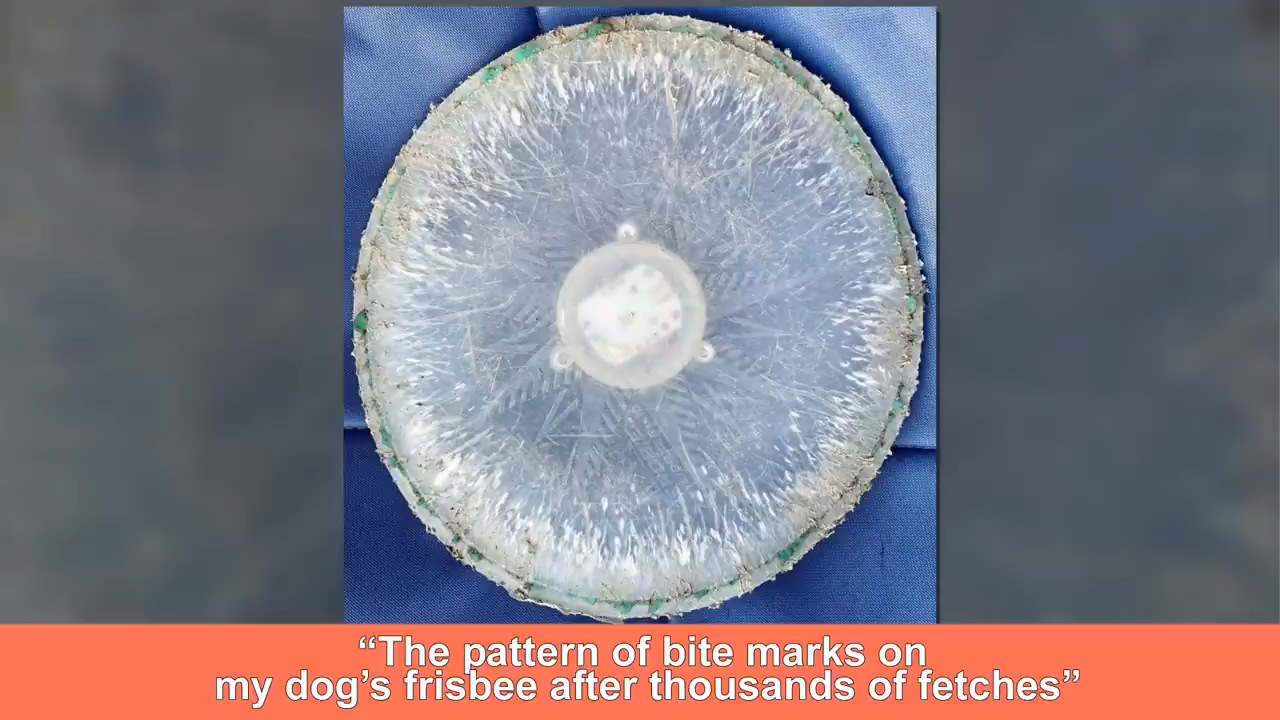 “The pattern of bite marks on
my dog’s frisbee after thousands of fetches”